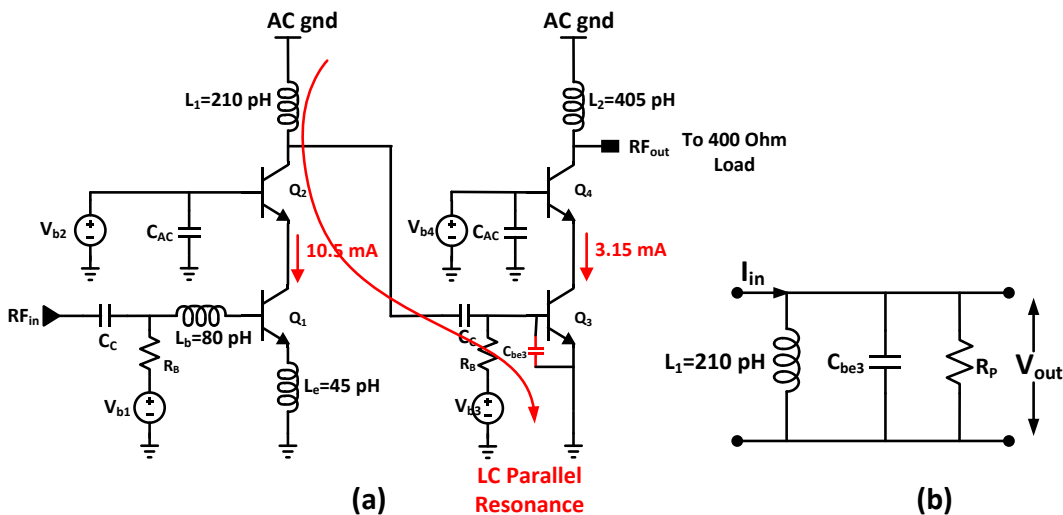 AC gnd
AC gnd
L1=210 pH
L2=405 pH
RFout
To 400 Ohm
Load
Q2
Q4
Vb2
CAC
Vb4
CAC
10.5 mA
3.15 mA
RFin
CC
Lb=80 pH
Q1
RB
Vb1
Le=45 pH
CC
Cbe3
Q3
RB
Vb3
LC Parallel
Resonance
(a)
Iin
L1=210 pH
Cbe3
RP
Vout
(b)